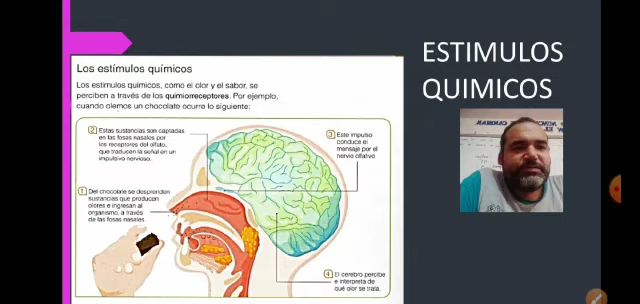 ESTIMULOS
QUIMICOS
Los estímulos químicos
Los estímulos químicos, como el olor y el sabor, se
perciben a través de los quimiorreceptores. Por ejemplo,
cuando olemos un chocolate ocurre lo siguiente:
2 Estas sustancias son captadas
en las fosas nasales por
los receptores del olfato,
que traducen la señal en un
impulsivo nervioso.
3 Este impulso
conduce el
mensaje por el
nervio olfativo
1 Del chocolate se desprenden
sustancias que producen
olores e ingresan al
organismo, a través
de las fosas nasales
4 El cerebro percibe
e interpreta de
qué olor se trata.